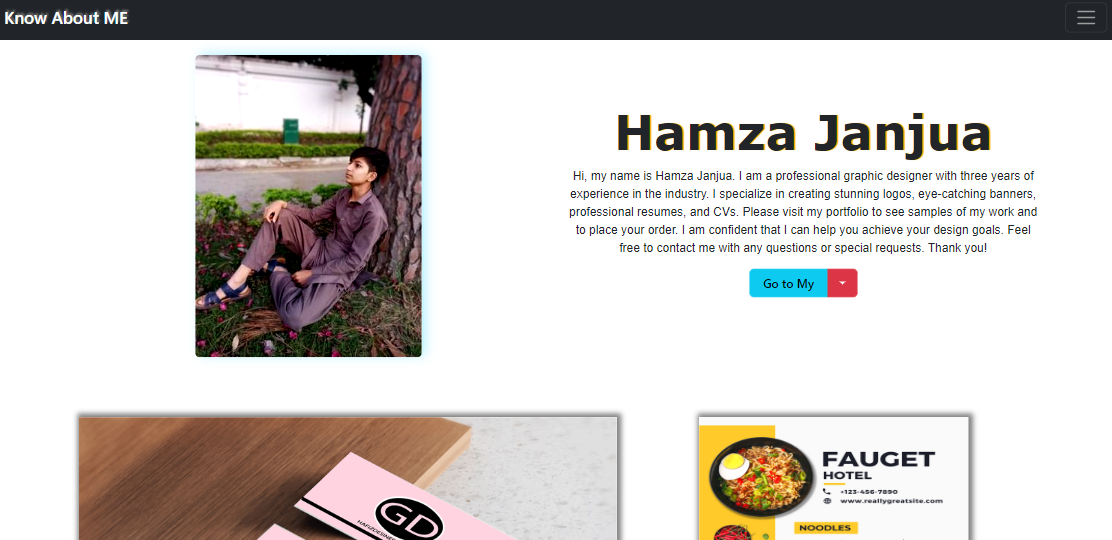 Know About ME
Hamza Janjua
Hi, my name is Hamza Janjua. I am a professional graphic designer with three years of
experience in the industry. I specialize in creating stunning logos, eye-catching banners,
professional resumes, and CVs. Please visit my portfolio to see samples of my work and
to place your order. I am confident that I can help you achieve your design goals. Feel
free to contact me with any questions or special requests. Thank you!
Go to My
GD
FAUGET
HOTEL
+123-456-7890
www.reallygreatsite.com
NOODLES